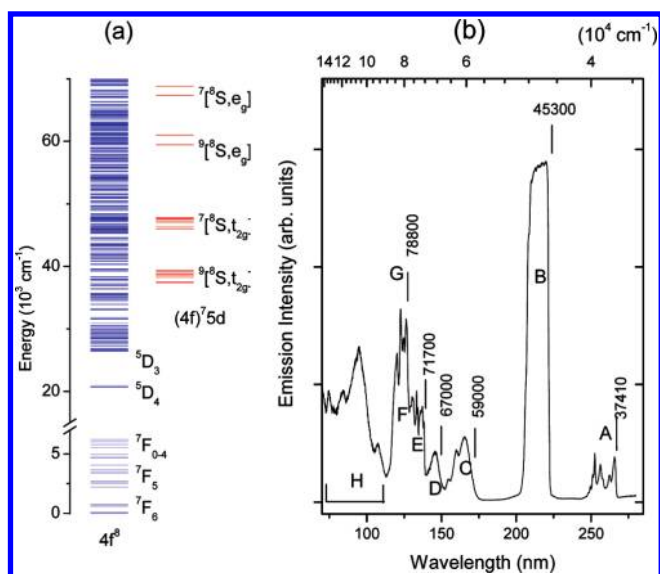 (a)
(b)
(10⁴ cm⁻¹)
14 12 10 8 6 4
Energy (10³ cm⁻¹)
60
40
20
5
0
⁷[⁸S,e_g]
⁹[⁸S,e_g]
⁷[⁸S,t_2g-
⁹[⁸S,t_2g-
(4f)⁷5d
⁵D₃
⁵D₄
⁷F₀₋₄
⁷F₅
⁷F₆
4f⁸
Emission Intensity (arb. units)
45300
78800
71700
67000
59000
37410
G
B
F
E
D
C
A
H
100 150 200 250
Wavelength (nm)